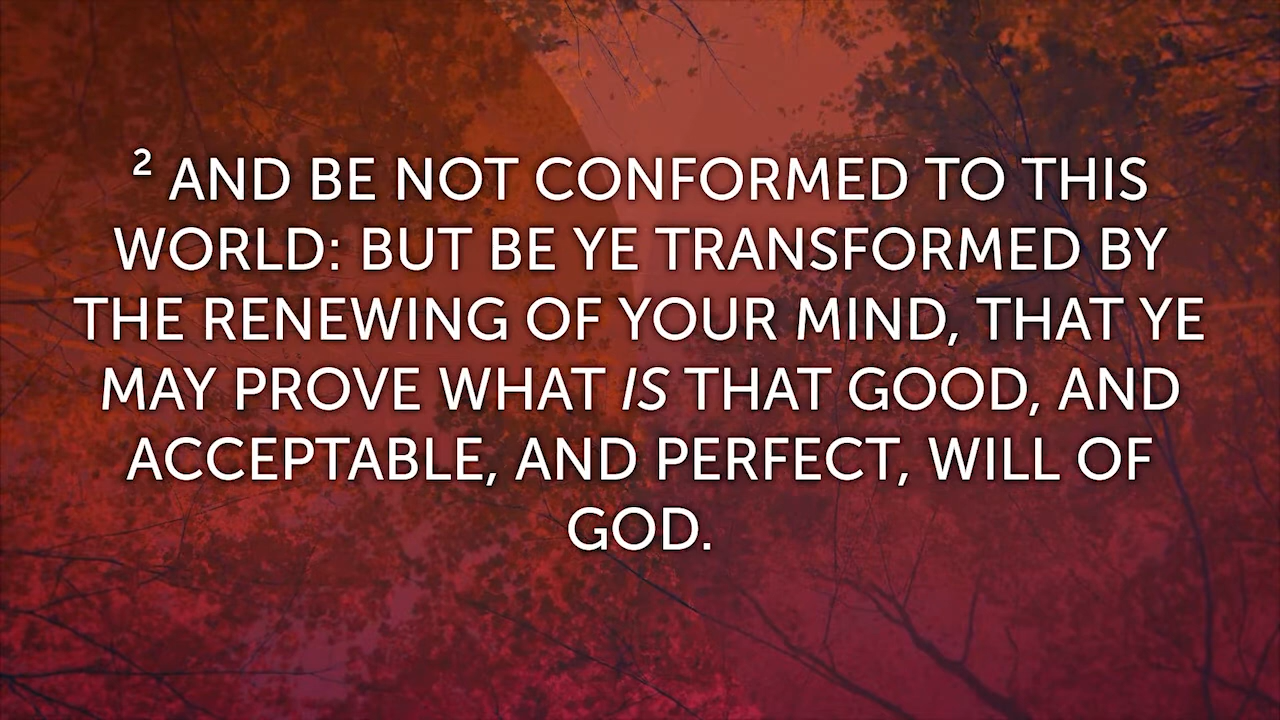 ² AND BE NOT CONFORMED TO THIS
WORLD: BUT BE YE TRANSFORMED BY
THE RENEWING OF YOUR MIND, THAT YE
MAY PROVE WHAT IS THAT GOOD, AND
ACCEPTABLE, AND PERFECT, WILL OF
GOD.